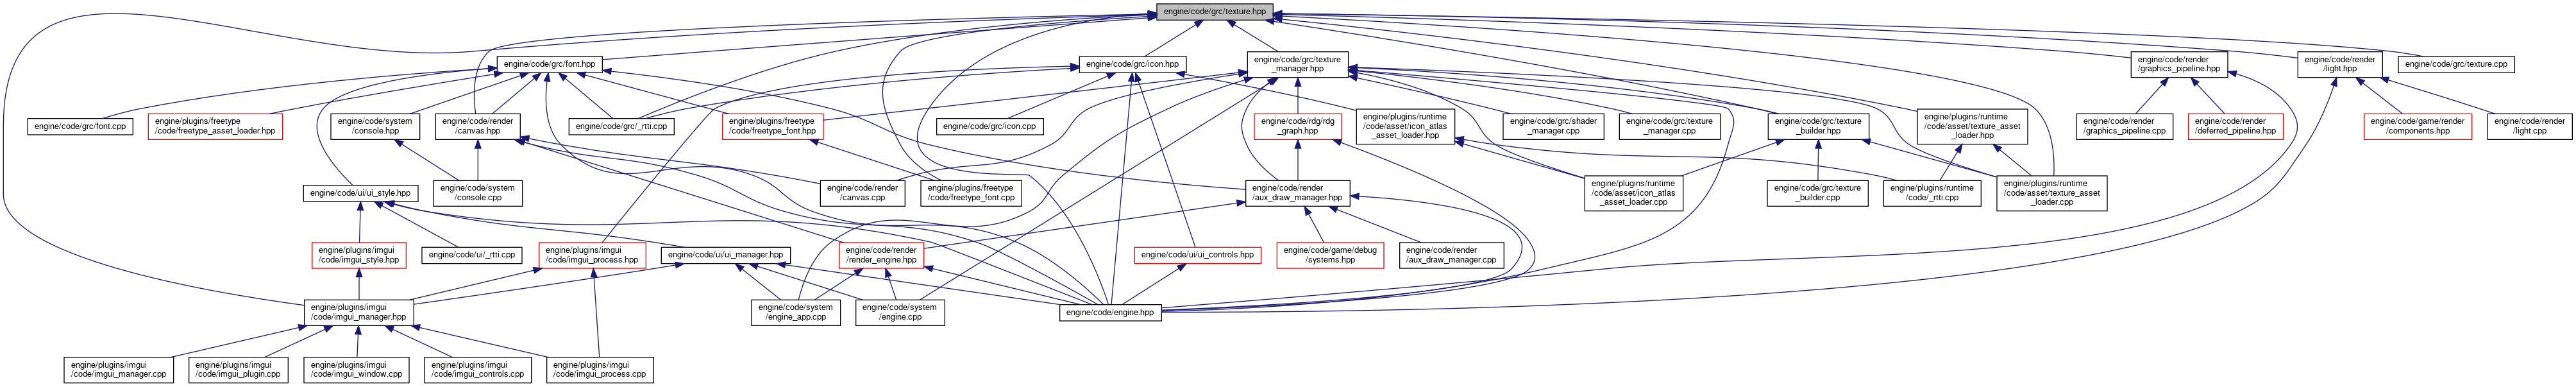 engine/code/grc/texture.hpp
engine/code/grc/font.hpp
engine/code/grc/icon.hpp
engine/code/grc/texture
_manager.hpp
engine/code/render
/graphics_pipeline.hpp
engine/code/render
/light.hpp
engine/code/grc/texture.cpp
engine/code/grc/font.cpp
engine/plugins/freetype
/code/freetype_asset_loader.hpp
engine/code/system
/console.hpp
engine/code/render
/canvas.hpp
engine/code/grc/_rtti.cpp
engine/plugins/freetype
/code/freetype_font.hpp
engine/code/grc/icon.cpp
engine/code/rdg/rdg
_graph.hpp
engine/plugins/runtime
/code/asset/icon_atlas
_asset_loader.hpp
engine/code/grc/shader
_manager.cpp
engine/code/grc/texture
_manager.cpp
engine/code/grc/texture
_builder.hpp
engine/plugins/runtime
/code/asset/texture_asset
_loader.hpp
engine/code/render
/graphics_pipeline.cpp
engine/code/render
/deferred_pipeline.hpp
engine/code/game/render
/components.hpp
engine/code/render
/light.cpp
engine/code/ui/ui_style.hpp
engine/code/system
/console.cpp
engine/code/render
/canvas.cpp
engine/plugins/freetype
/code/freetype_font.cpp
engine/code/render
/aux_draw_manager.hpp
engine/plugins/runtime
/code/asset/icon_atlas
_asset_loader.cpp
engine/code/grc/texture
_builder.cpp
engine/plugins/runtime
/code/_rtti.cpp
engine/plugins/runtime
/code/asset/texture_asset
_loader.cpp
engine/plugins/imgui
/code/imgui_style.hpp
engine/code/ui/_rtti.cpp
engine/plugins/imgui
/code/imgui_process.hpp
engine/code/ui/ui_manager.hpp
engine/code/render
/render_engine.hpp
engine/code/ui/ui_controls.hpp
engine/code/game/debug
/systems.hpp
engine/code/render
/aux_draw_manager.cpp
engine/plugins/imgui
/code/imgui_manager.hpp
engine/code/system
/engine_app.cpp
engine/code/system
/engine.cpp
engine/code/engine.hpp
engine/plugins/imgui
/code/imgui_manager.cpp
engine/plugins/imgui
/code/imgui_plugin.cpp
engine/plugins/imgui
/code/imgui_window.cpp
engine/plugins/imgui
/code/imgui_controls.cpp
engine/plugins/imgui
/code/imgui_process.cpp